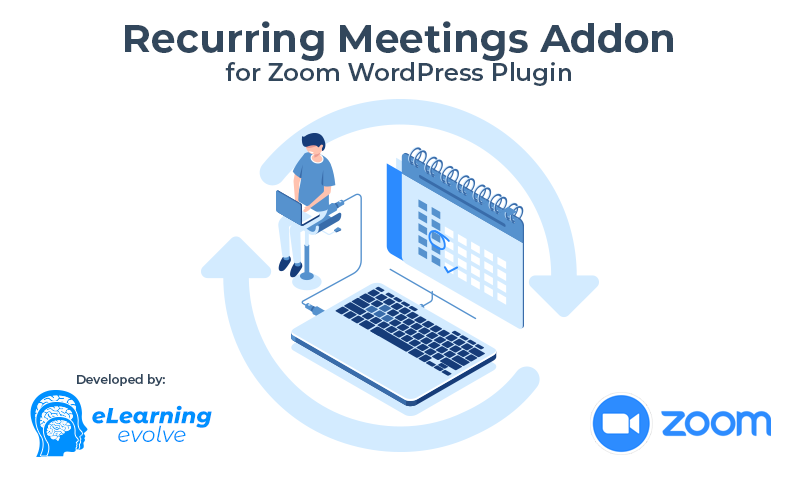 Recurring Meetings Addon
for Zoom WordPress Plugin
Developed by:
eLearning
evolve
zoom